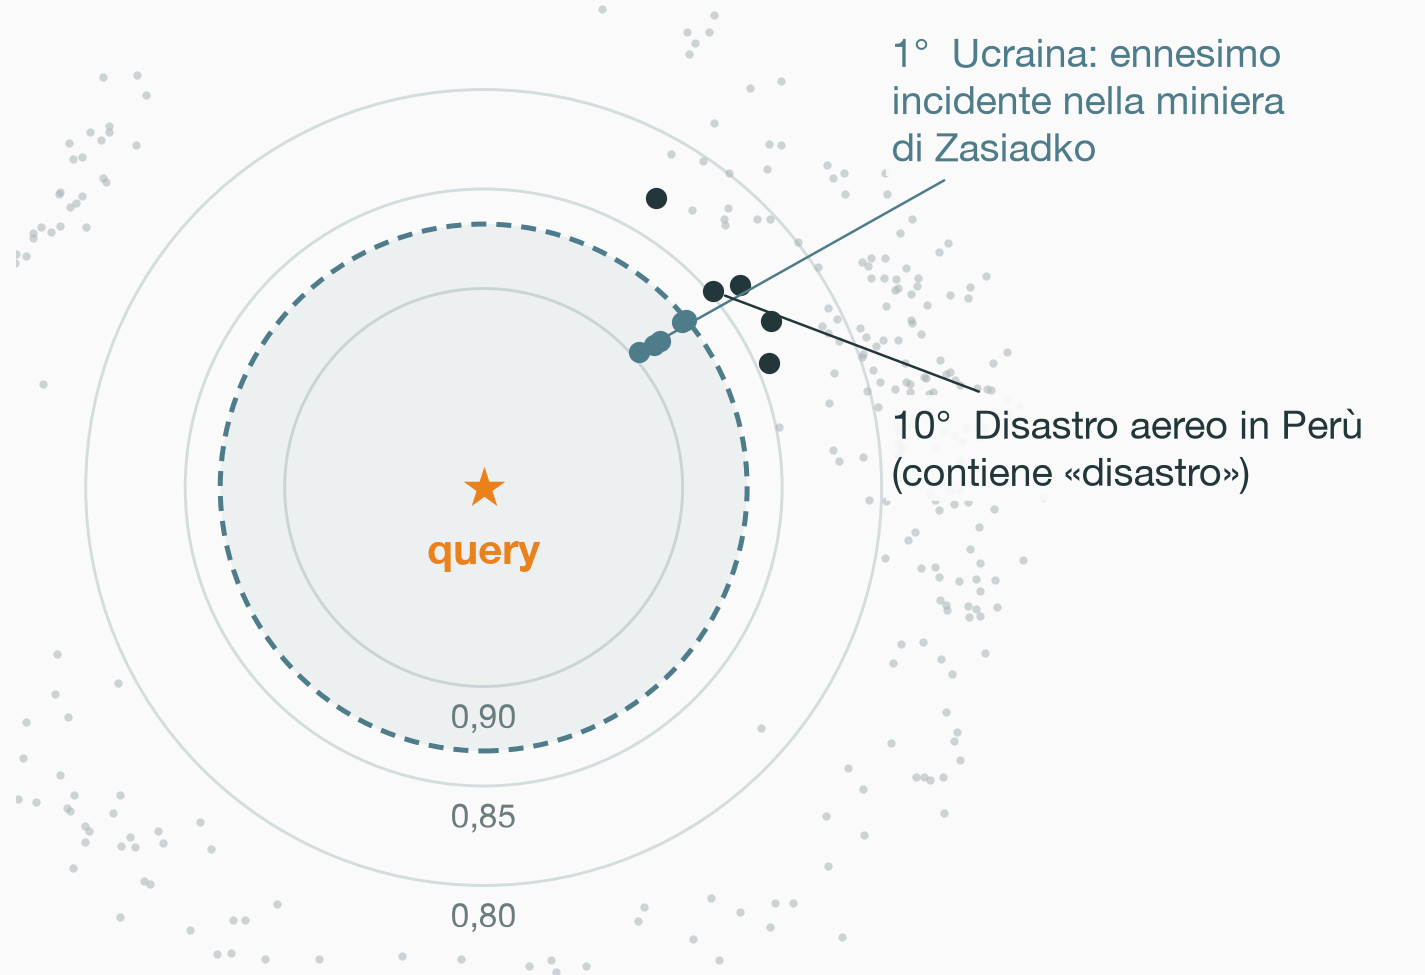 1° Ucraina: ennesimo
incidente nella miniera
di Zasiadko
10° Disastro aereo in Perù
(contiene «disastro»)
query
0,90
0,85
0,80